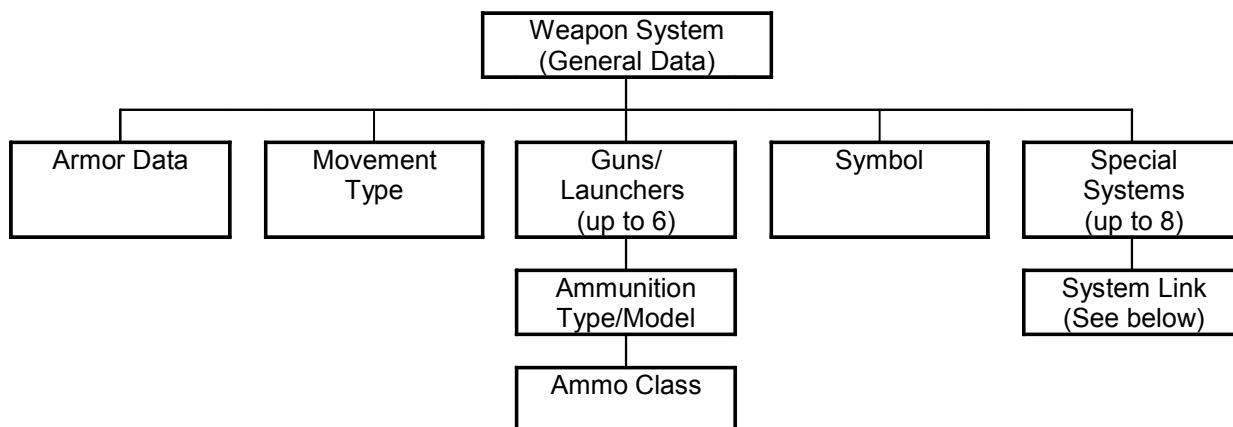 Weapon System
(General Data)
Armor Data
Movement
Type
Guns/
Launchers
(up to 6)
Symbol
Special
Systems
(up to 8)
Ammunition
Type/Model
System Link
(See below)
Ammo Class